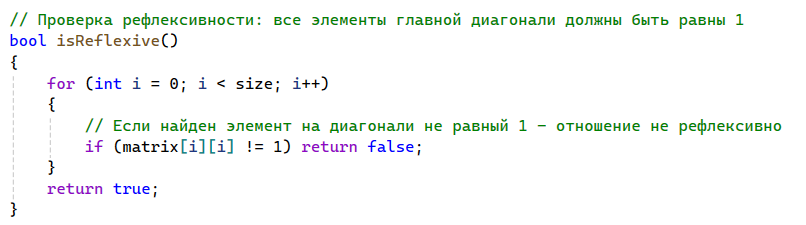 // Проверка рефлексивности: все элементы главной диагонали должны быть равны 1
bool isReflexive()
{
    for (int i = 0; i < size; i++)
    {
        // Если найден элемент на диагонали не равный 1 – отношение не рефлексивно
        if (matrix[i][i] != 1) return false;
    }
    return true;
}